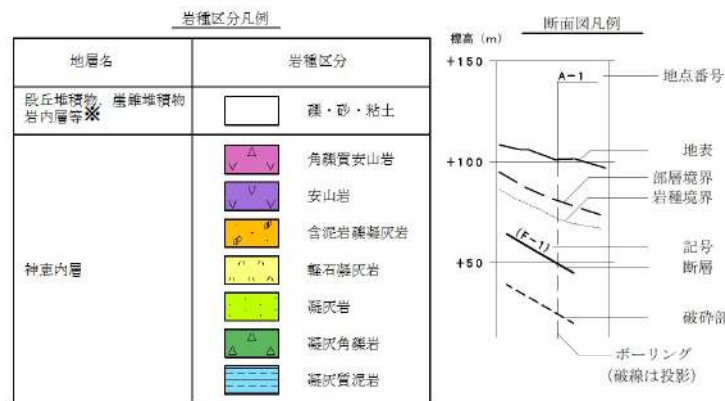 岩種区分凡例
地層名
岩種区分
段丘堆積物、崖錐堆積物
岩内層等※
礫・砂・粘土
神恵内層
角礫質安山岩
安山岩
含泥岩礫凝灰岩
軽石凝灰岩
凝灰岩
凝灰角礫岩
凝灰質泥岩
断面図凡例
標高(m)
+150
A-1
地点番号
+100
地表
部層境界
岩種境界
(F-1)
記号
+50
断層
破砕部
ボーリング
(破線は投影)